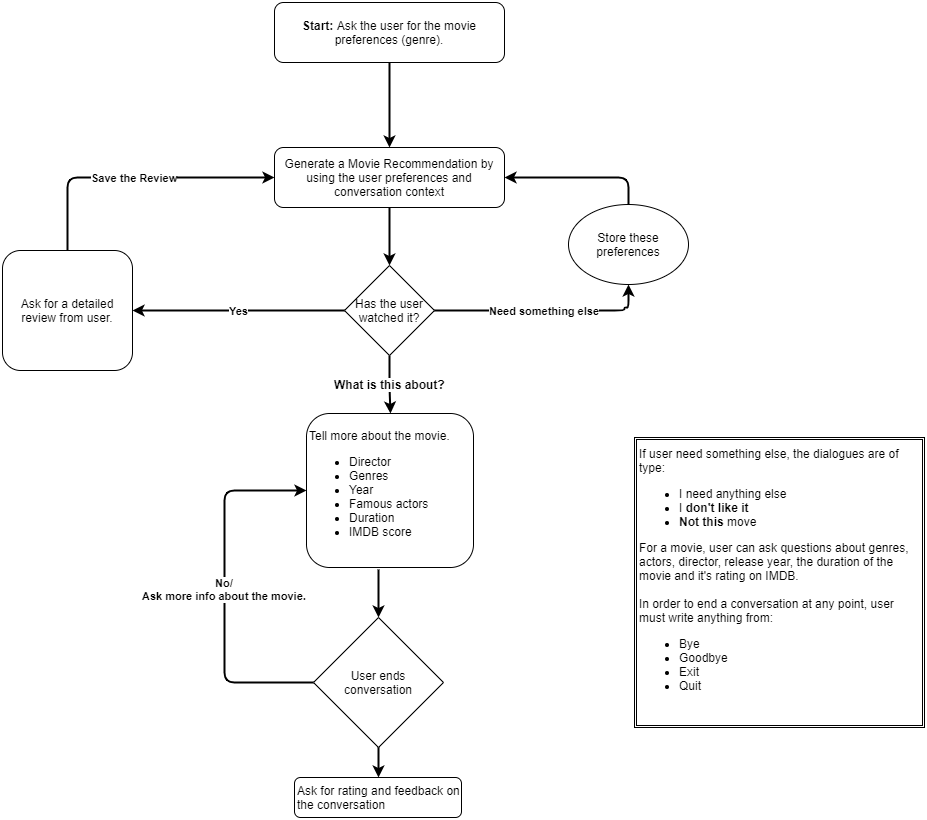 Start: Ask the user for the movie
preferences (genre).
Generate a Movie Recommendation by
using the user preferences and
conversation context
Save the Review
Store these
preferences
Ask for a detailed
review from user.
Yes
Has the user
watched it?
Need something else
What is this about?
Tell more about the movie.
Director
Genres
Year
Famous actors
Duration
IMDB score
No/
Ask more info about the movie.
User ends
conversation
Ask for rating and feedback on
the conversation
If user need something else, the dialogues are of
type:
I need anything else
I don't like it
Not this move
For a movie, user can ask questions about genres,
actors, director, release year, the duration of the
movie and it's rating on IMDB.
In order to end a conversation at any point, user
must write anything from:
Bye
Goodbye
Exit
Quit